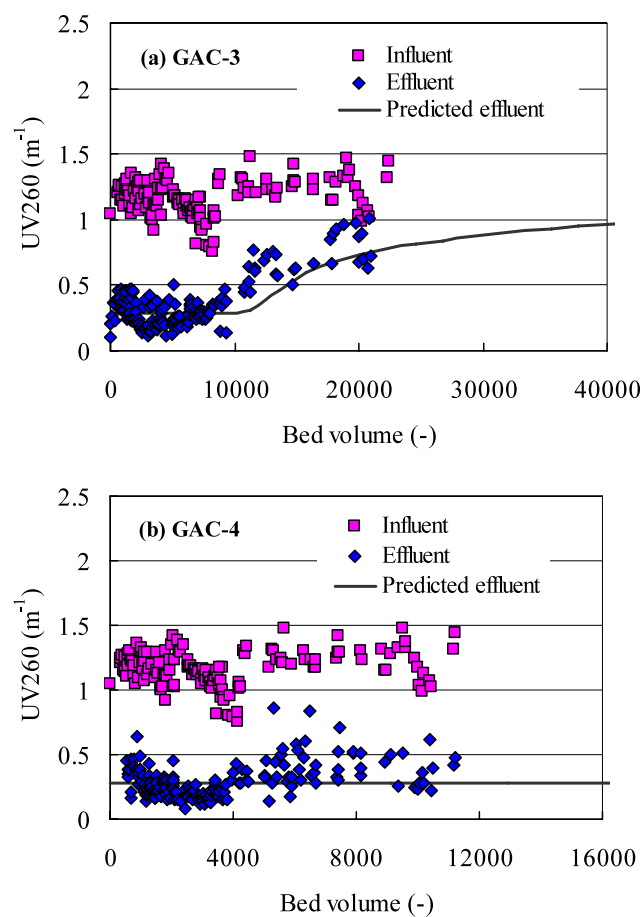 2.5
(a) GAC-3
Influent
2
Effluent
Predicted effluent
1.5
UV260 (m-1)
1
0.5
0
0 10000 20000 30000 40000
Bed volume (-)
2.5
(b) GAC-4
Influent
2
Effluent
Predicted effluent
1.5
UV260 (m-1)
1
0.5
0
0 4000 8000 12000 16000
Bed volume (-)